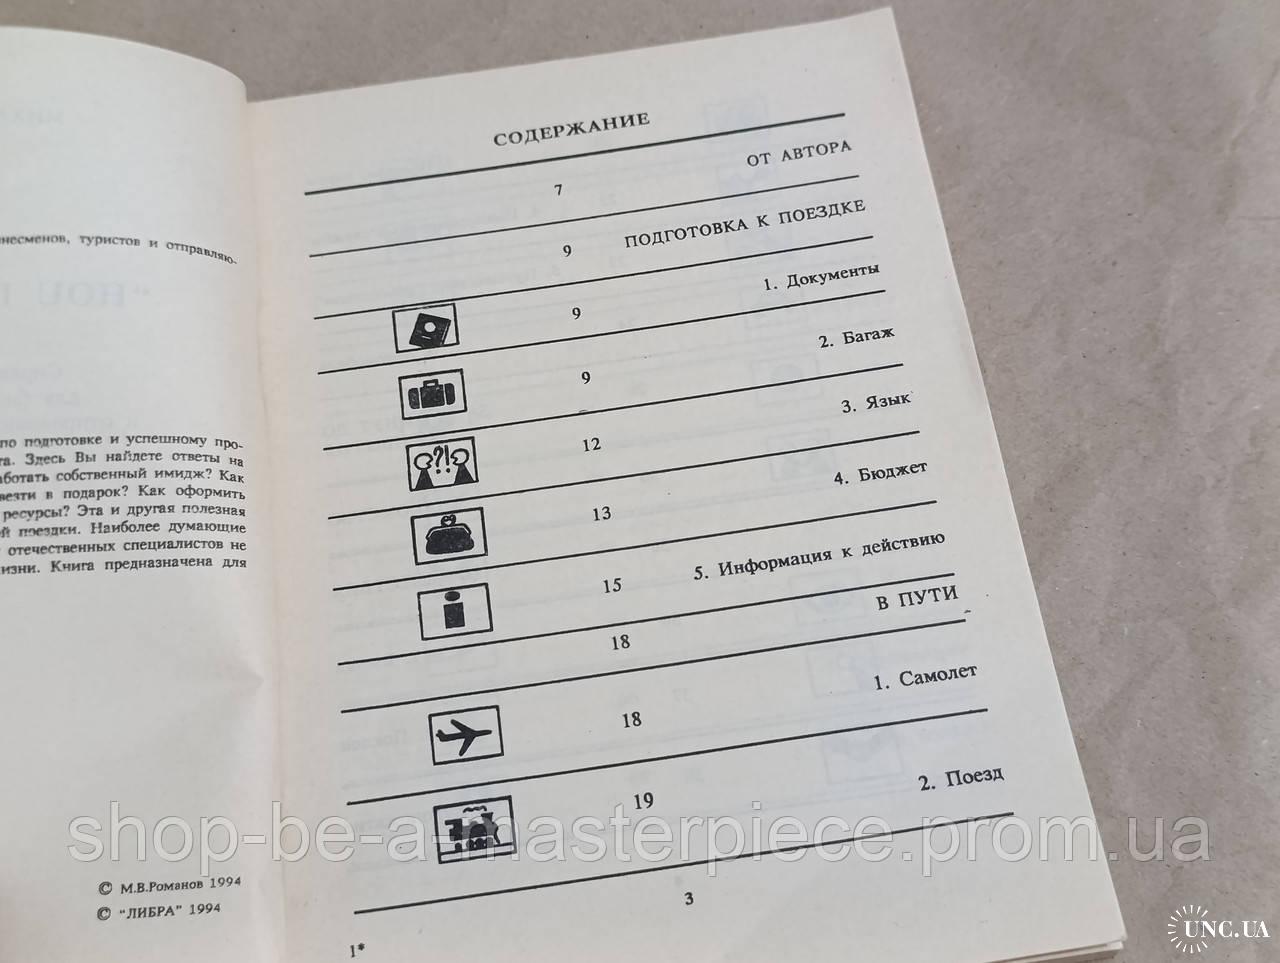 несменов, туристов и отправляю-
по подготовке и успешному про-
та. Здесь Вы найдете ответы на
аботать собственный имидж? Как
везти в подарок? Как оформить
ресурсы? Эта и другая полезная
й поездки. Наиболее думающие
отечественных специалистов не
изни. Книга предназначена для
© М.В.Романов 1994
© "ЛИБРА" 1994
СОДЕРЖАНИЕ
7 ОТ АВТОРА
9 ПОДГОТОВКА К ПОЕЗДКЕ
9 1. Документы
9 2. Багаж
?! 12 3. Язык
13 4. Бюджет
i 15 5. Информация к действию
18 В ПУТИ
18 1. Самолет
19 2. Поезд
3
1*
shop-be-a-masterpiece.prom.ua
UNC.UA